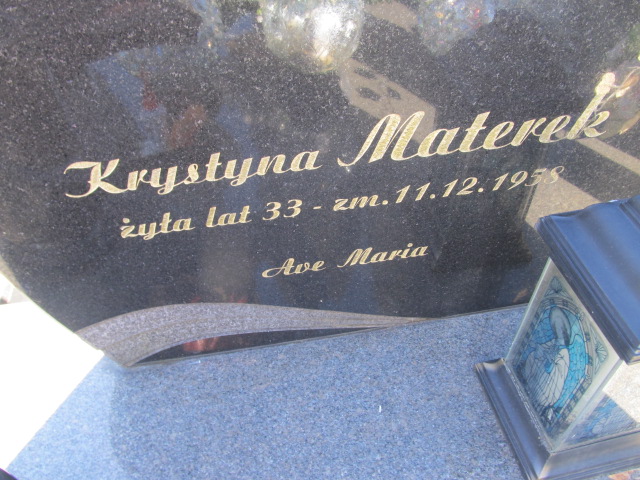 Krystyna Materek
żyła lat 33 - zm.11.12.1958
Ave Maria